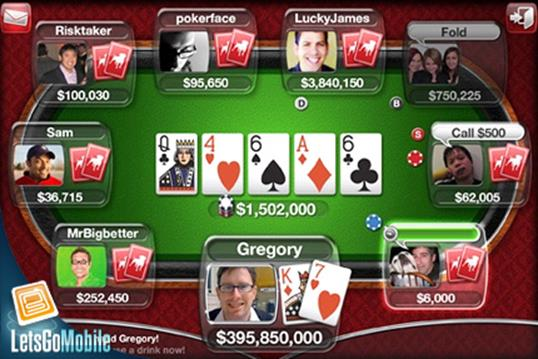 Risktaker
$100,030
pokerface
$95,650
LuckyJames
$3,840,150
Fold
$750,225
D
B
S
Sam
$36,715
Q 4 6 A 6
$1,502,000
Call $500
$62,005
MrBigbetter
$252,450
Gregory
K 7
$395,850,000
$6,000
LetsGoMobile
Gregory!
a drink now!